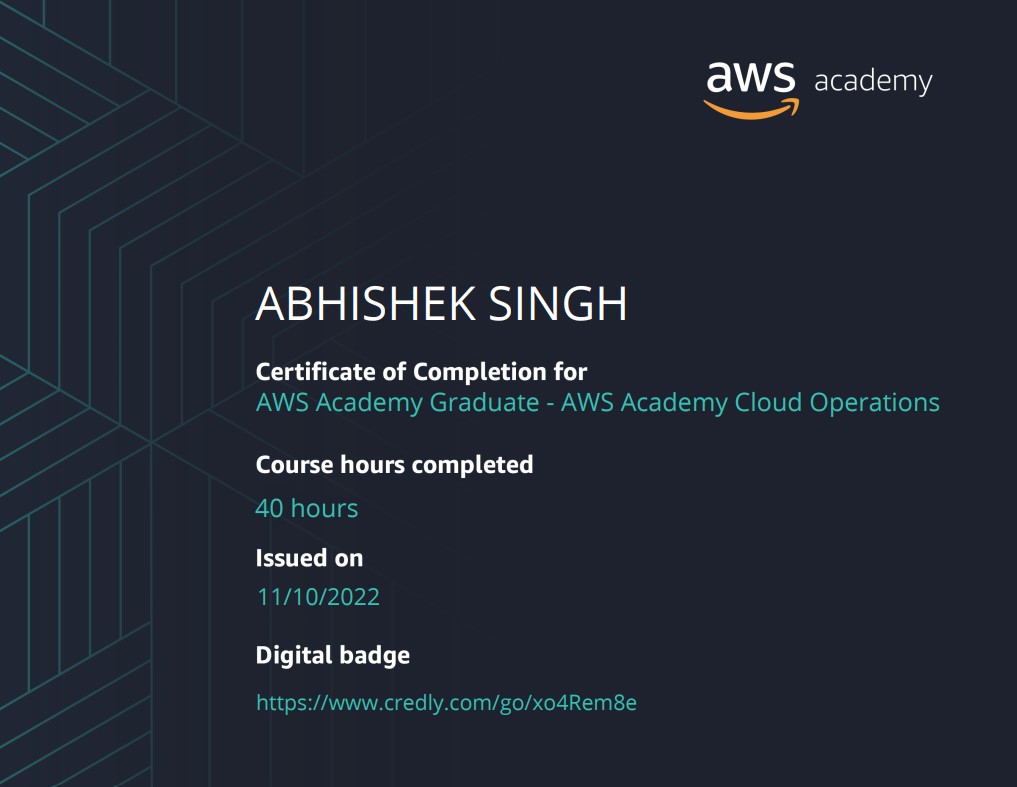 aws academy
ABHISHEK SINGH
Certificate of Completion for
AWS Academy Graduate - AWS Academy Cloud Operations
Course hours completed
40 hours
Issued on
11/10/2022
Digital badge
https://www.credly.com/go/xo4Rem8e